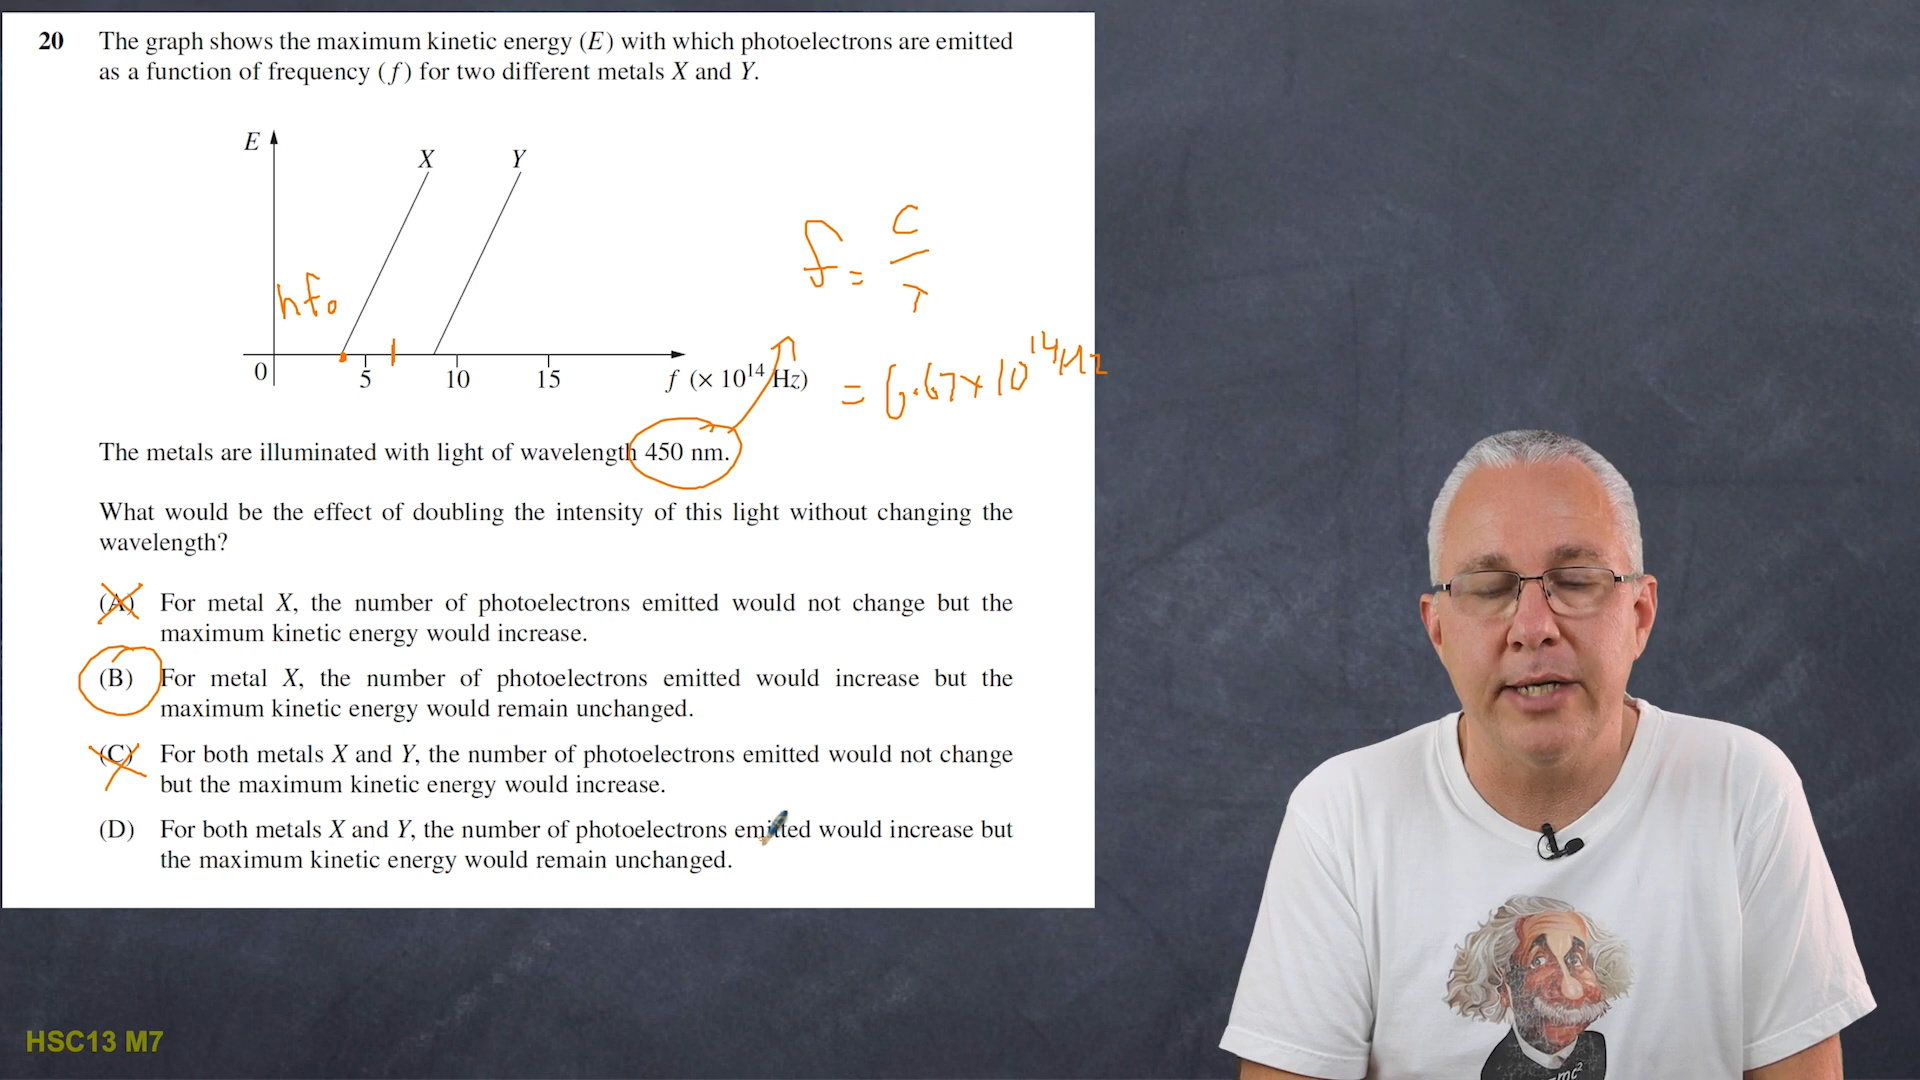 20 The graph shows the maximum kinetic energy (E) with which photoelectrons are emitted
as a function of frequency (f) for two different metals X and Y.
E
X Y
hf₀
0 5 10 15 f (× 10¹⁴ Hz)
f = c/λ
= 6.67 × 10¹⁴ Hz
The metals are illuminated with light of wavelength 450 nm.
What would be the effect of doubling the intensity of this light without changing the
wavelength?
(A) For metal X, the number of photoelectrons emitted would not change but the
maximum kinetic energy would increase.
(B) For metal X, the number of photoelectrons emitted would increase but the
maximum kinetic energy would remain unchanged.
(C) For both metals X and Y, the number of photoelectrons emitted would not change
but the maximum kinetic energy would increase.
(D) For both metals X and Y, the number of photoelectrons emitted would increase but
the maximum kinetic energy would remain unchanged.
mc²
HSC13 M7